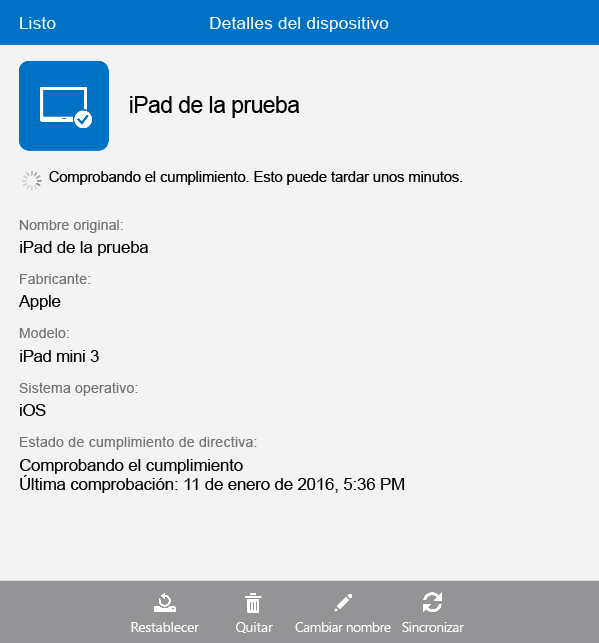 Listo
Detalles del dispositivo
iPad de la prueba
Comprobando el cumplimiento. Esto puede tardar unos minutos.
Nombre original:
iPad de la prueba
Fabricante:
Apple
Modelo:
iPad mini 3
Sistema operativo:
iOS
Estado de cumplimiento de directiva:
Comprobando el cumplimiento
Última comprobación: 11 de enero de 2016, 5:36 PM
Restablecer
Quitar
Cambiar nombre
Sincronizar